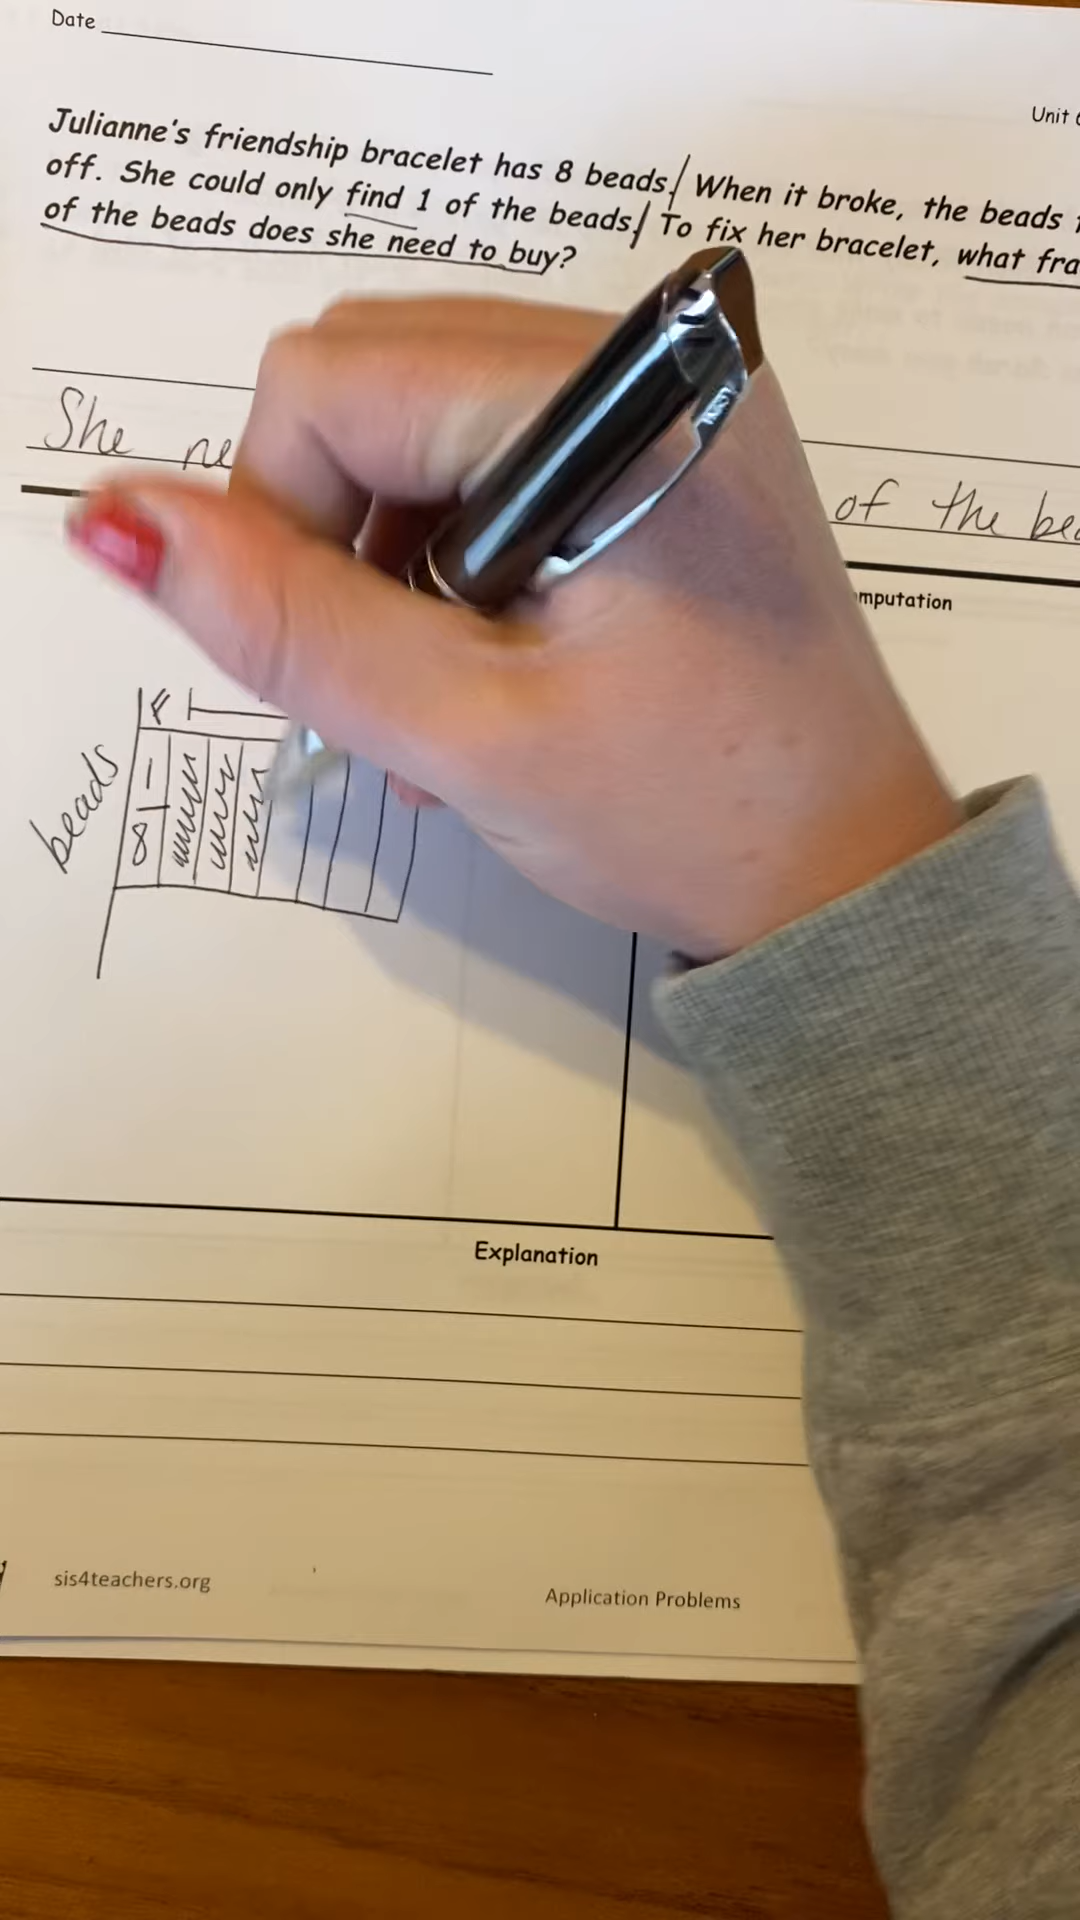 Date
Unit
Julianne's friendship bracelet has 8 beads. When it broke, the beads
off. She could only find 1 of the beads. To fix her bracelet, what fra
of the beads does she need to buy?
She ne of the bea
mputation
F
beads
1/8
Explanation
sis4teachers.org
Application Problems